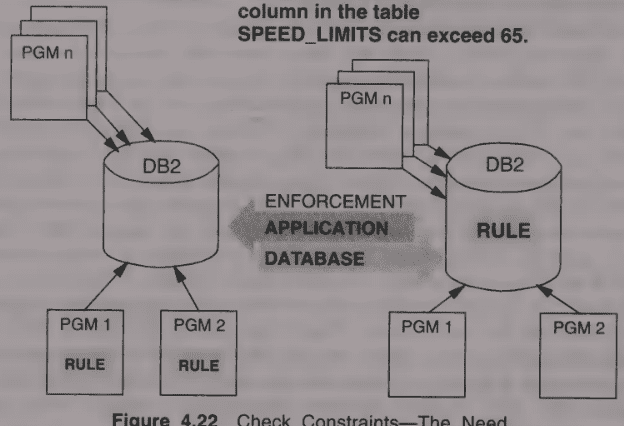 column in the table
SPEED_LIMITS can exceed 65.
PGM n
DB2
PGM n
DB2
RULE
ENFORCEMENT
APPLICATION
DATABASE
PGM 1
RULE
PGM 2
RULE
PGM 1
PGM 2
Figure 4.22 Check Constraints—The Need